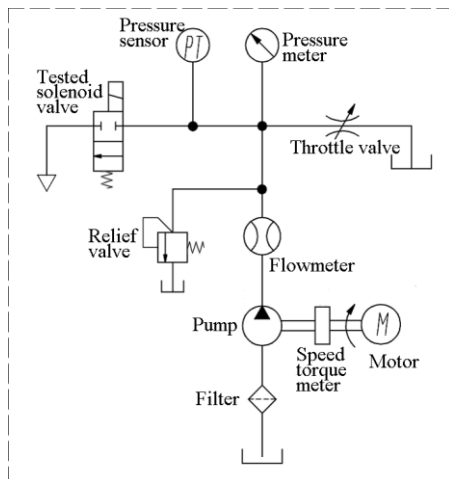 Pressure
sensor
PT
Pressure
meter
Tested
solenoid
valve
Throttle valve
Relief
valve
Flowmeter
Pump
M
Speed
torque
meter
Motor
Filter